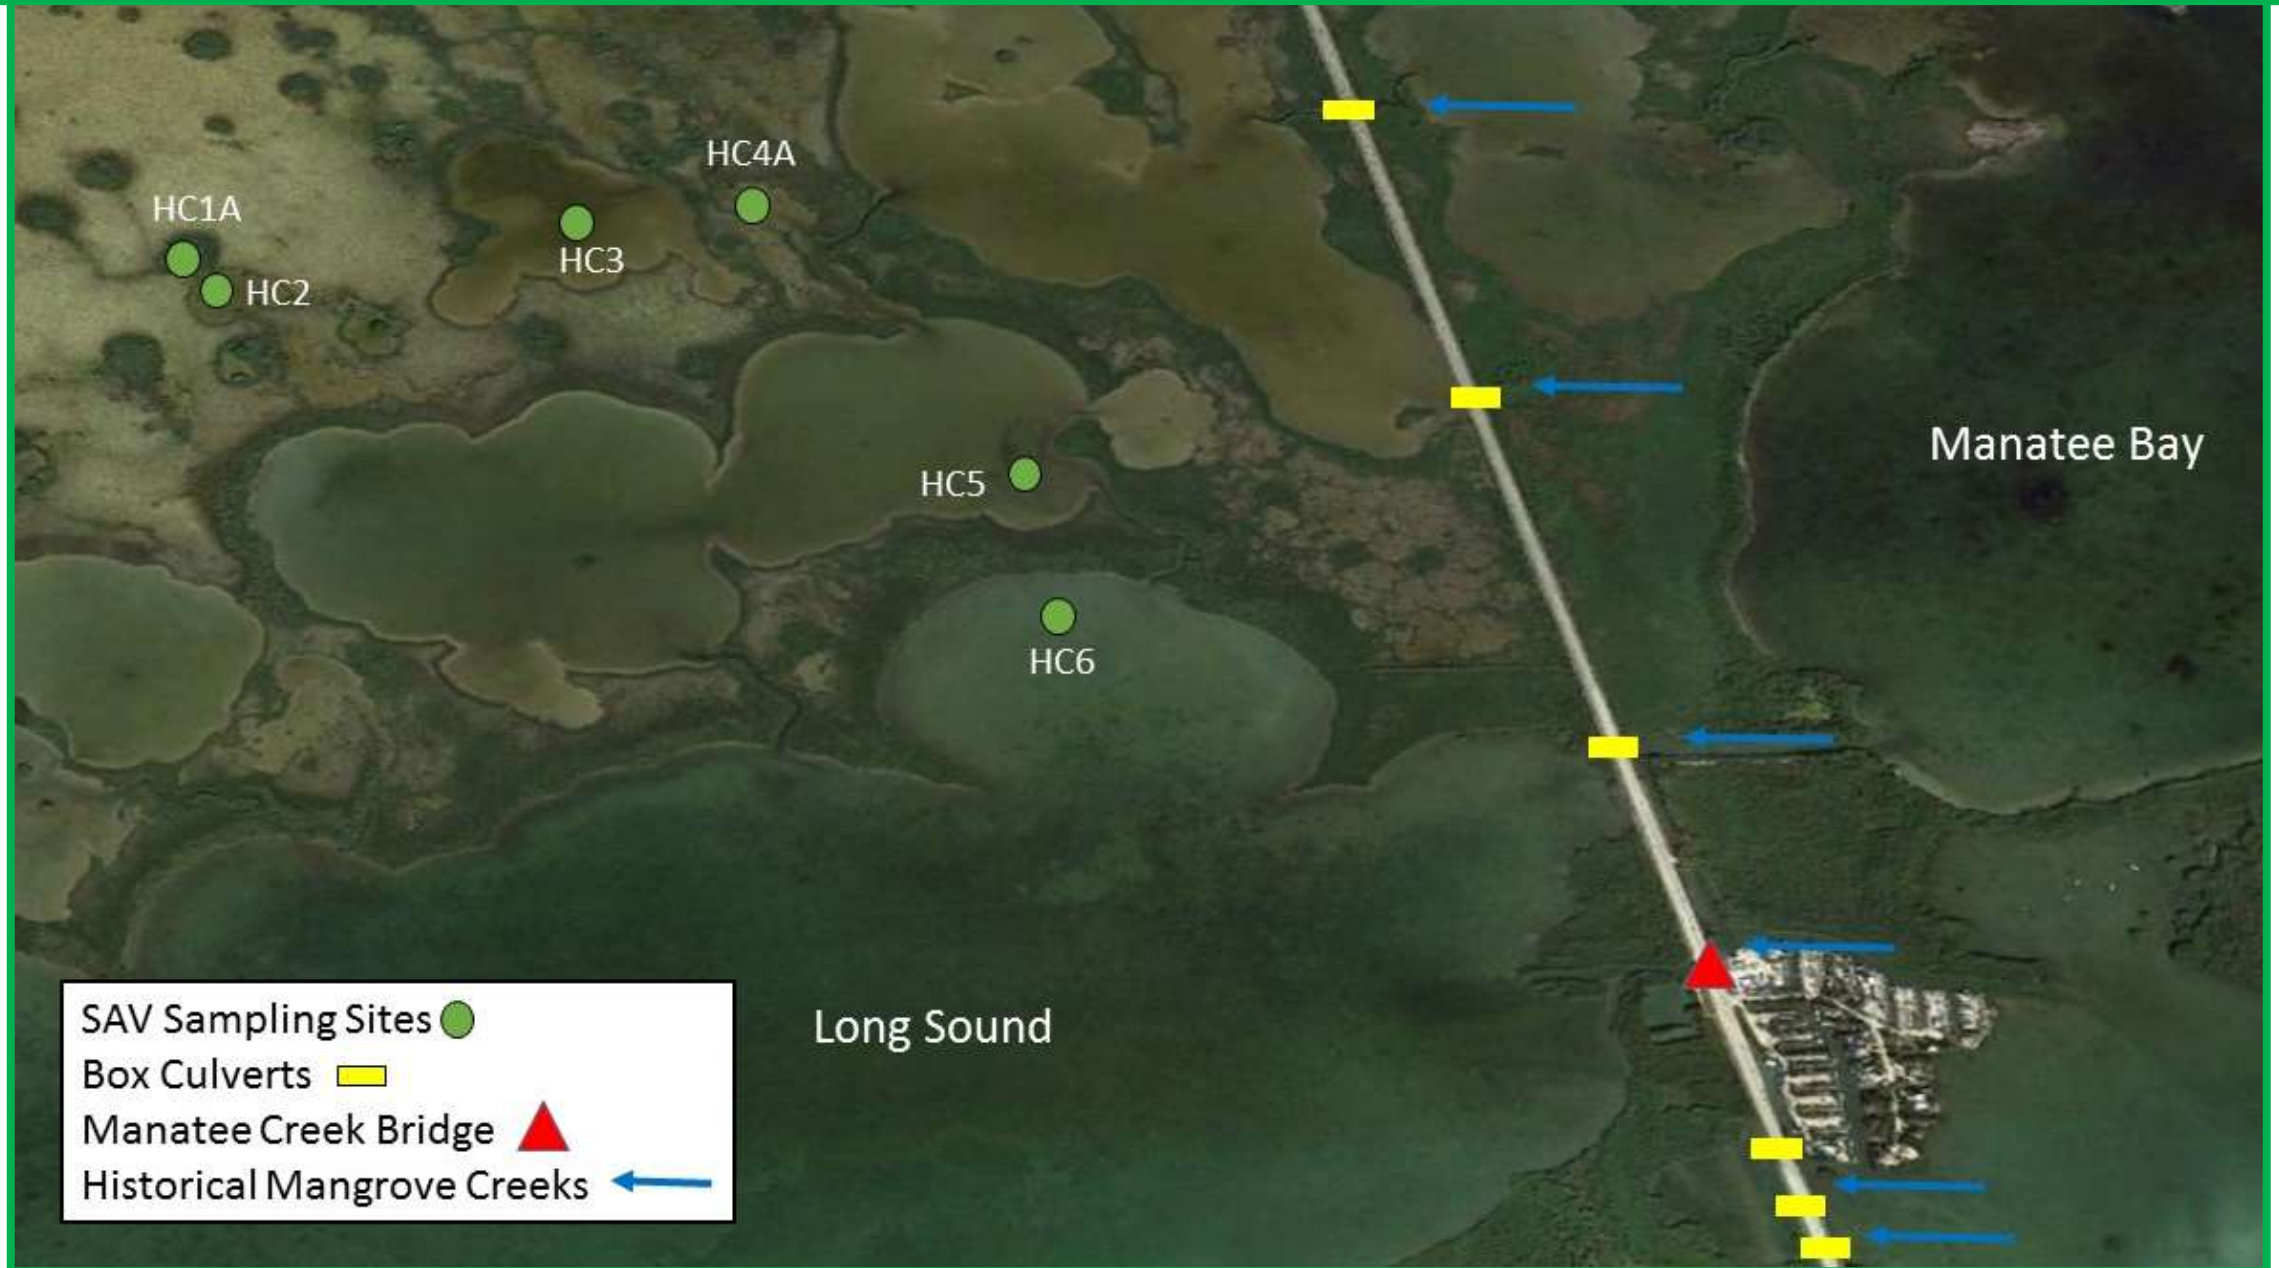 HC4A
HC1A
HC3
HC2
Manatee Bay
HC5
HC6
Long Sound
SAV Sampling Sites
Box Culverts
Manatee Creek Bridge
Historical Mangrove Creeks